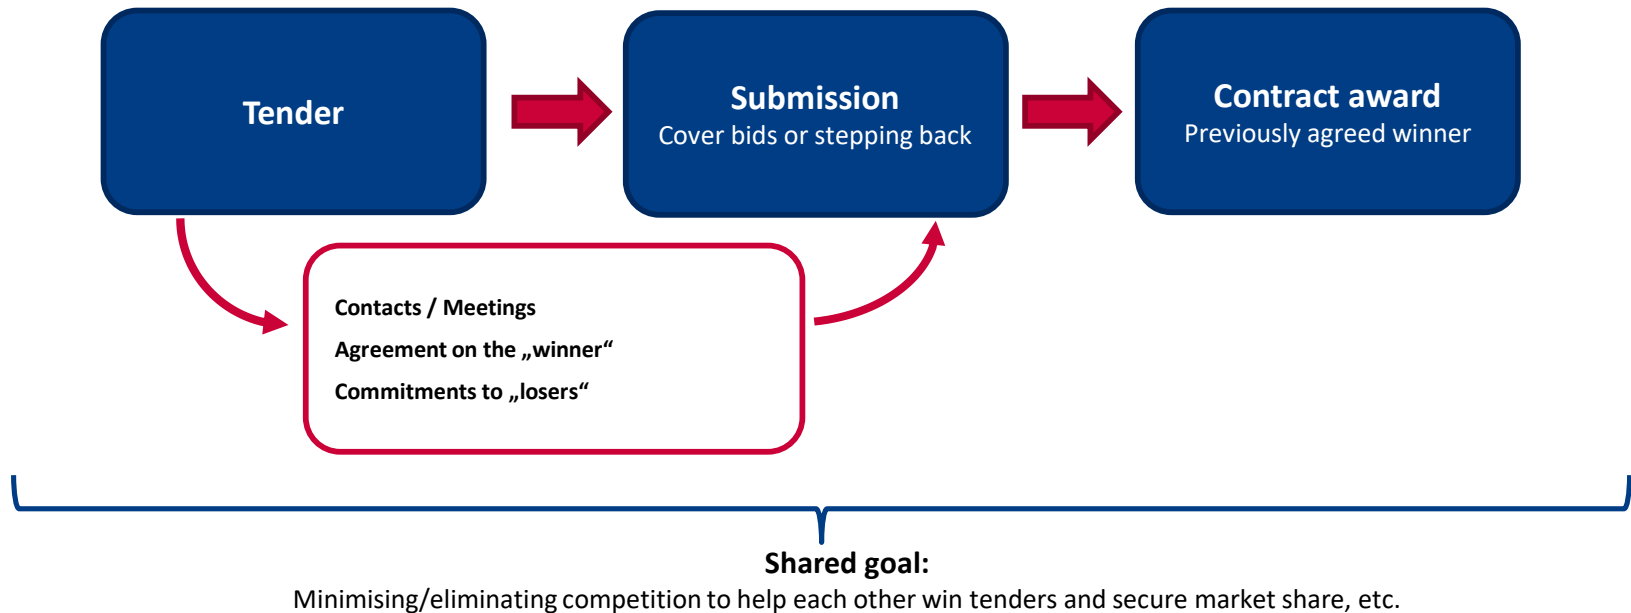 Tender
Submission
Cover bids or stepping back
Contract award
Previously agreed winner
Contacts / Meetings
Agreement on the „winner“
Commitments to „losers“
Shared goal:
Minimising/eliminating competition to help each other win tenders and secure market share, etc.